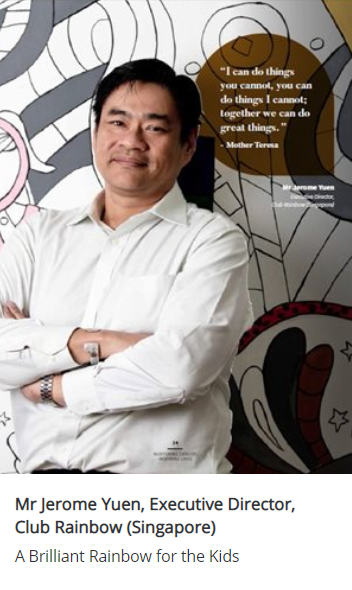 “I can do things
you cannot, you can
do things I cannot;
together we can do
great things.”
- Mother Teresa
Mr Jerome Yuen
Executive Director,
Club Rainbow (Singapore)
Mr Jerome Yuen, Executive Director,
Club Rainbow (Singapore)
A Brilliant Rainbow for the Kids